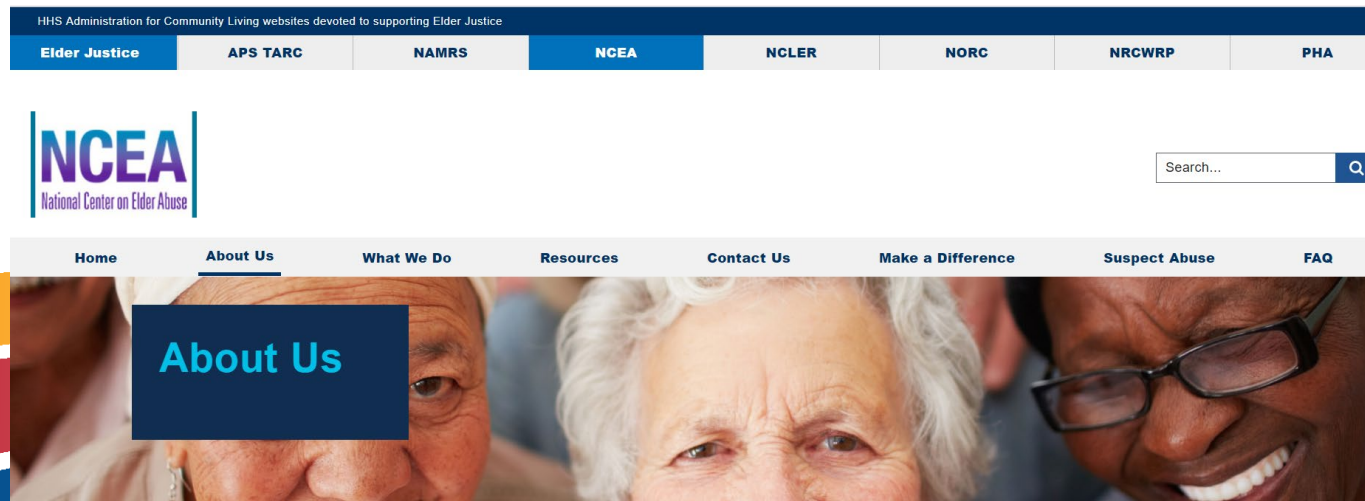 HHS Administration for Community Living websites devoted to supporting Elder Justice
Elder Justice APS TARC NAMRS NCEA NCLER NORC NRCWRP PHA
NCEA
National Center on Elder Abuse
Search...
Home About Us What We Do Resources Contact Us Make a Difference Suspect Abuse FAQ
About Us